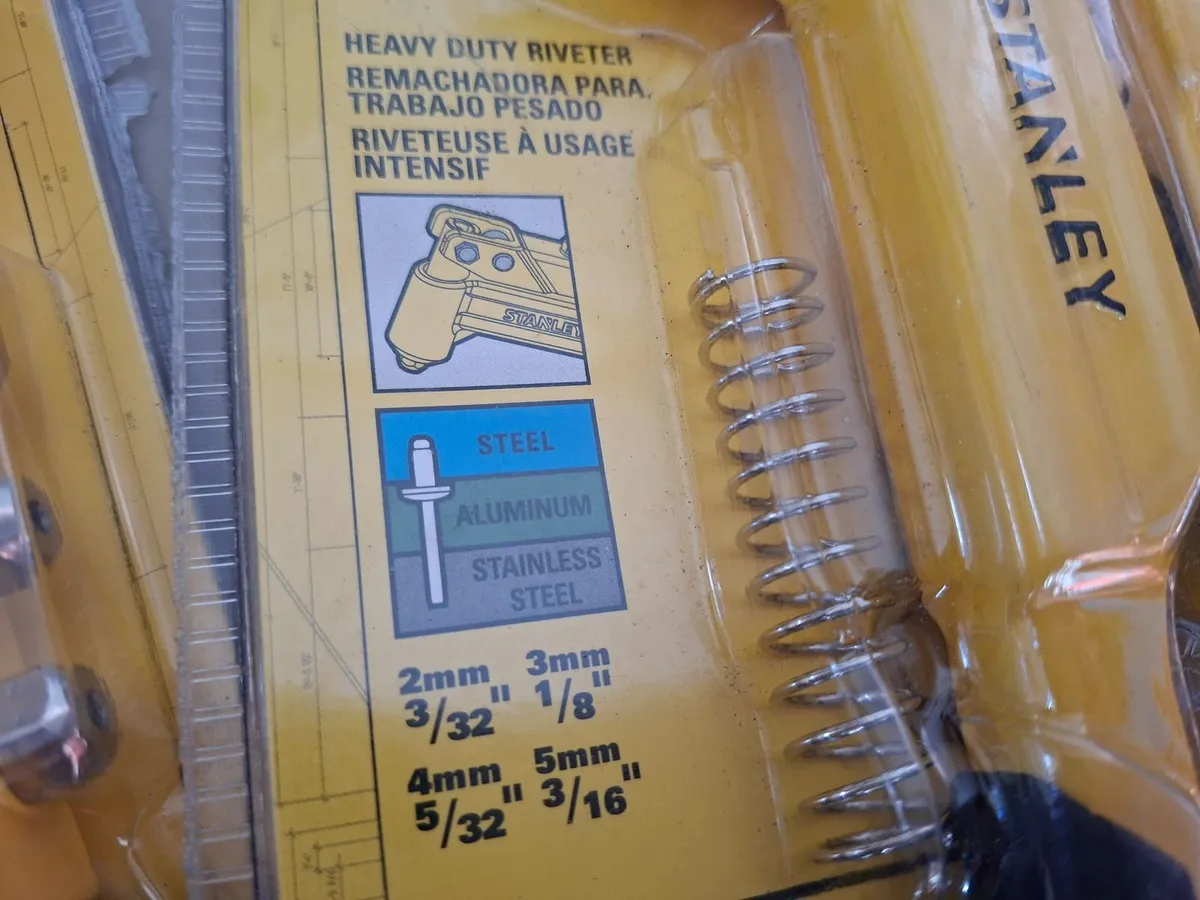 HEAVY DUTY RIVETER
REMACHADORA PARA
TRABAJO PESADO
RIVETEUSE À USAGE
INTENSIF
STANLEY
STEEL
ALUMINUM
STAINLESS
STEEL
2mm 3mm
3/32" 1/8"
4mm 5mm
5/32" 3/16"
STANLEY